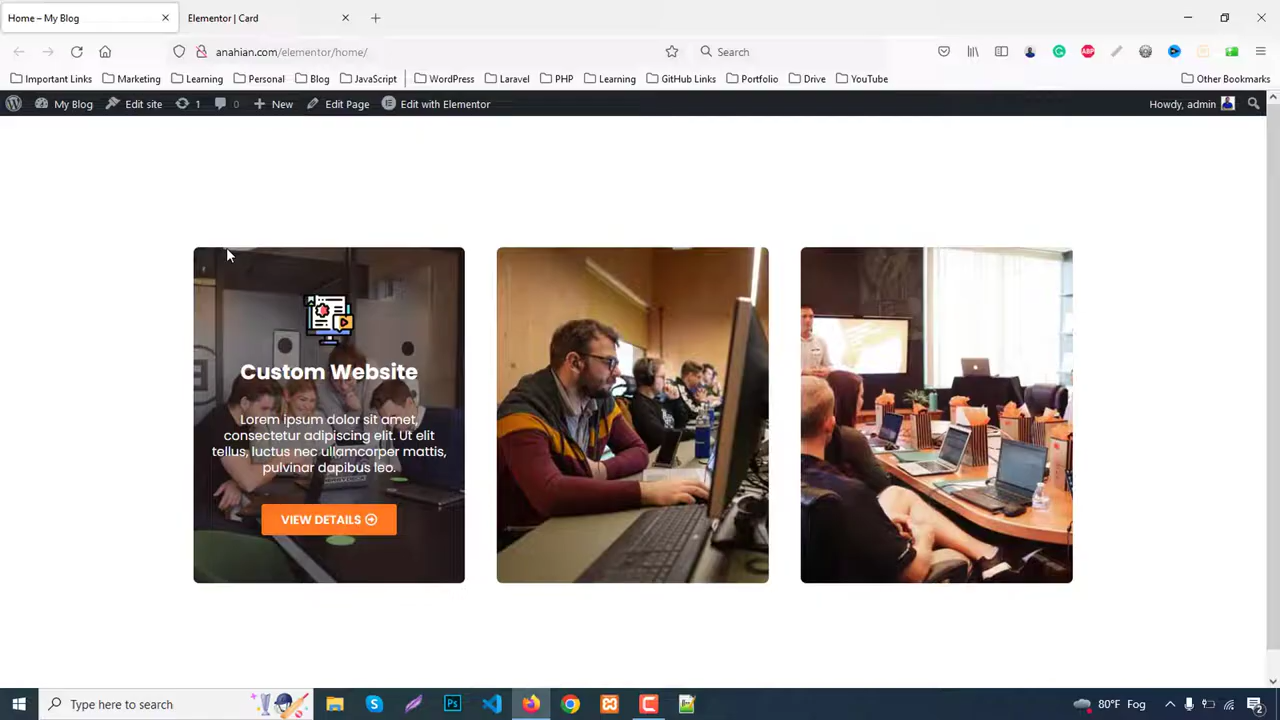 Home – My Blog
Elementor | Card
anahian.com/elementor/home/
Search
Important Links
Marketing
Learning
Personal
Blog
JavaScript
WordPress
Laravel
PHP
Learning
GitHub Links
Portfolio
Drive
YouTube
Other Bookmarks
My Blog
Edit site
1
0
New
Edit Page
Edit with Elementor
Howdy, admin
Custom Website
Lorem ipsum dolor sit amet,
consectetur adipiscing elit. Ut elit
tellus, luctus nec ullamcorper mattis,
pulvinar dapibus leo.
VIEW DETAILS
Type here to search
80°F Fog